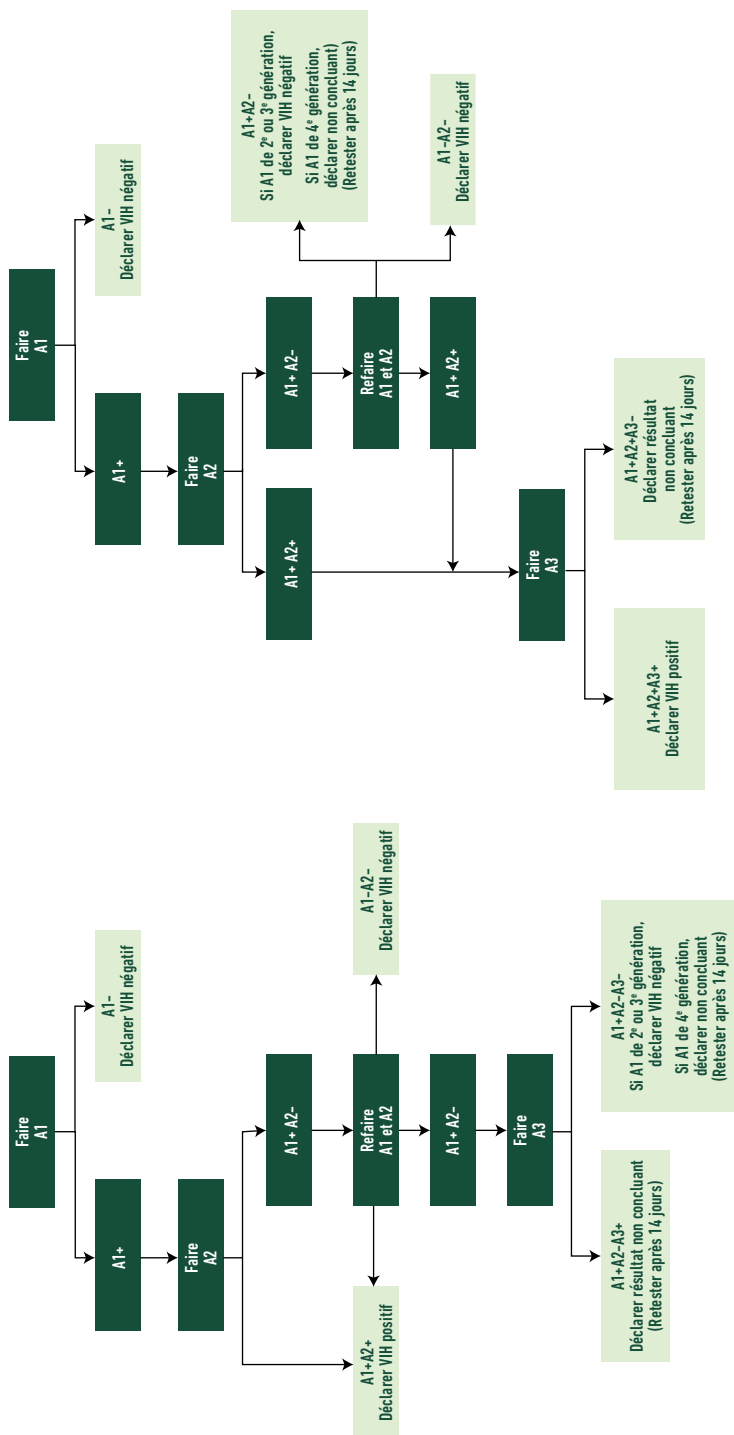 Faire
A1
A1–
Déclarer VIH négatif
A1+
Faire
A2
A1+ A2–
A1+A2+
Déclarer VIH positif
Refaire
A1 et A2
A1–A2–
Déclarer VIH négatif
A1+ A2–
Faire
A3
A1+A2–A3+
Déclarer résultat non concluant
(Retester après 14 jours)
A1+A2–A3–
Si A1 de 2e ou 3e génération,
déclarer VIH négatif
Si A1 de 4e génération,
déclarer non concluant
(Retester après 14 jours)
Faire
A1
A1–
Déclarer VIH négatif
A1+
Faire
A2
A1+ A2+
A1+ A2–
Refaire
A1 et A2
A1+A2–
Si A1 de 2e ou 3e génération,
déclarer VIH négatif
Si A1 de 4e génération,
déclarer non concluant)
(Retester après 14 jours)
A1+ A2+
A1–A2–
Déclarer VIH négatif
Faire
A3
A1+A2+A3+
Déclarer VIH positif
A1+A2+A3–
Déclarer résultat
non concluant
(Retester après 14 jours)